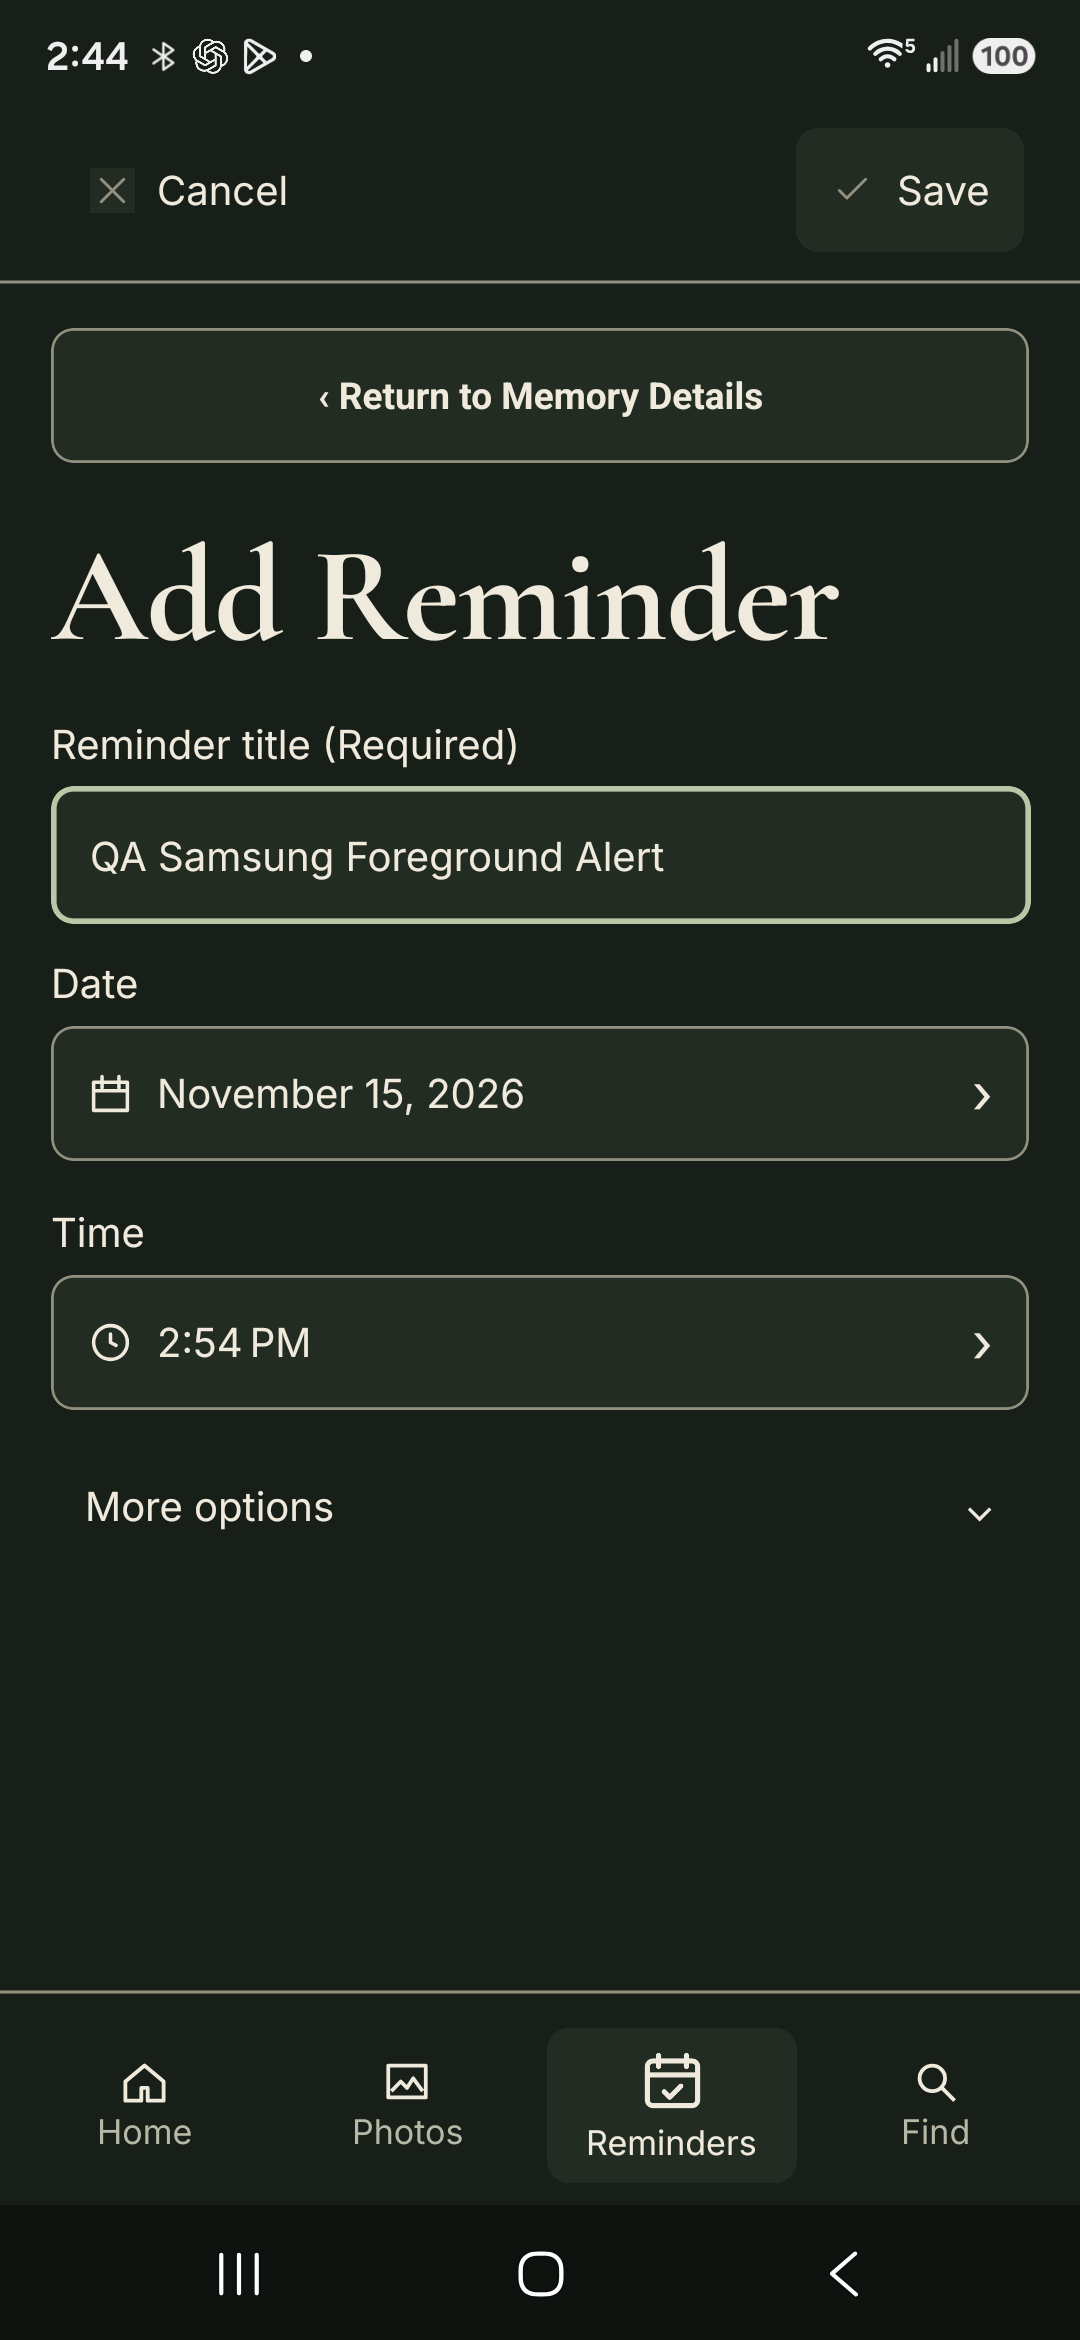 2:44
5
100
Cancel
Save
‹ Return to Memory Details
Add Reminder
Reminder title (Required)
QA Samsung Foreground Alert
Date
November 15, 2026
Time
2:54 PM
More options
Home
Photos
Reminders
Find